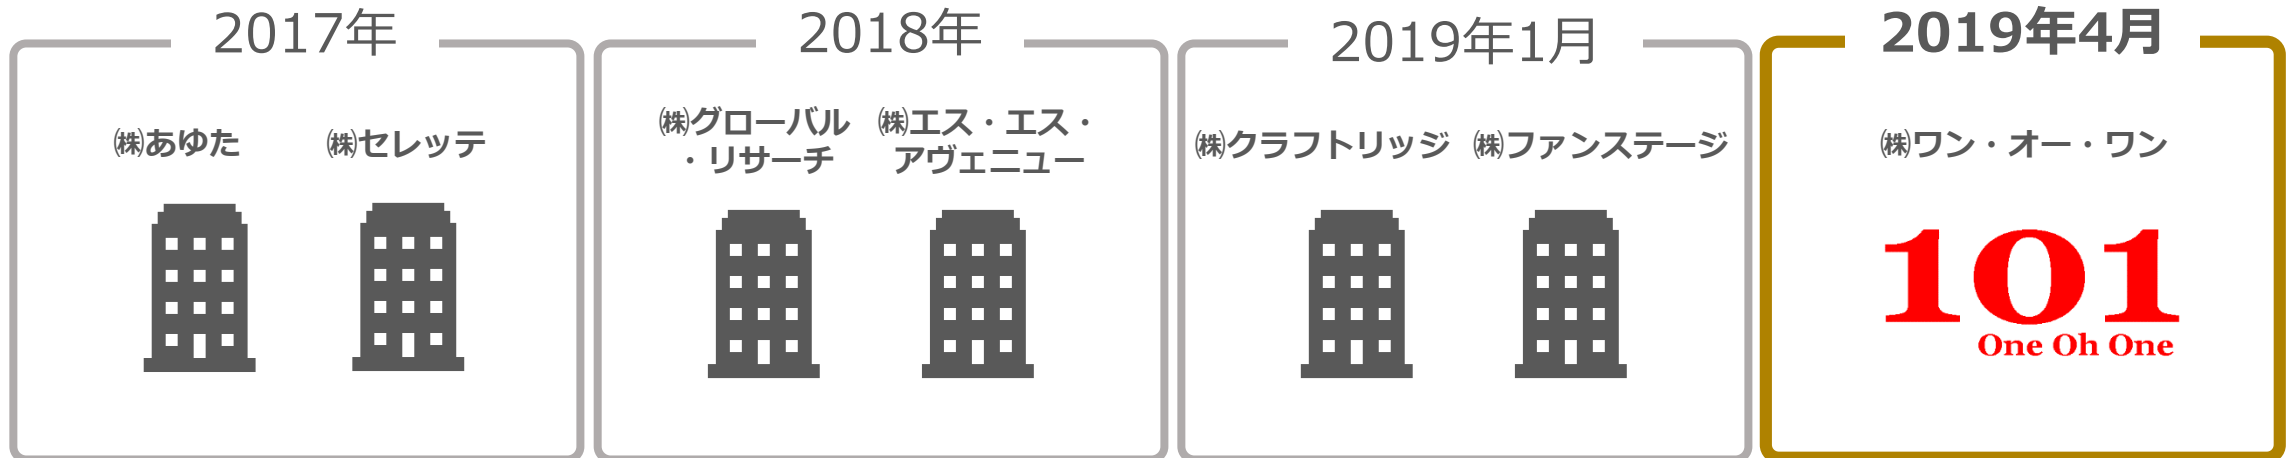 2017年
㈱あゆた
㈱セレッテ
2018年
㈱グローバル
・リサーチ
㈱エス・エス・
アヴェニュー
2019年1月
㈱クラフトリッジ
㈱ファンステージ
2019年4月
㈱ワン・オー・ワン
101
One Oh One